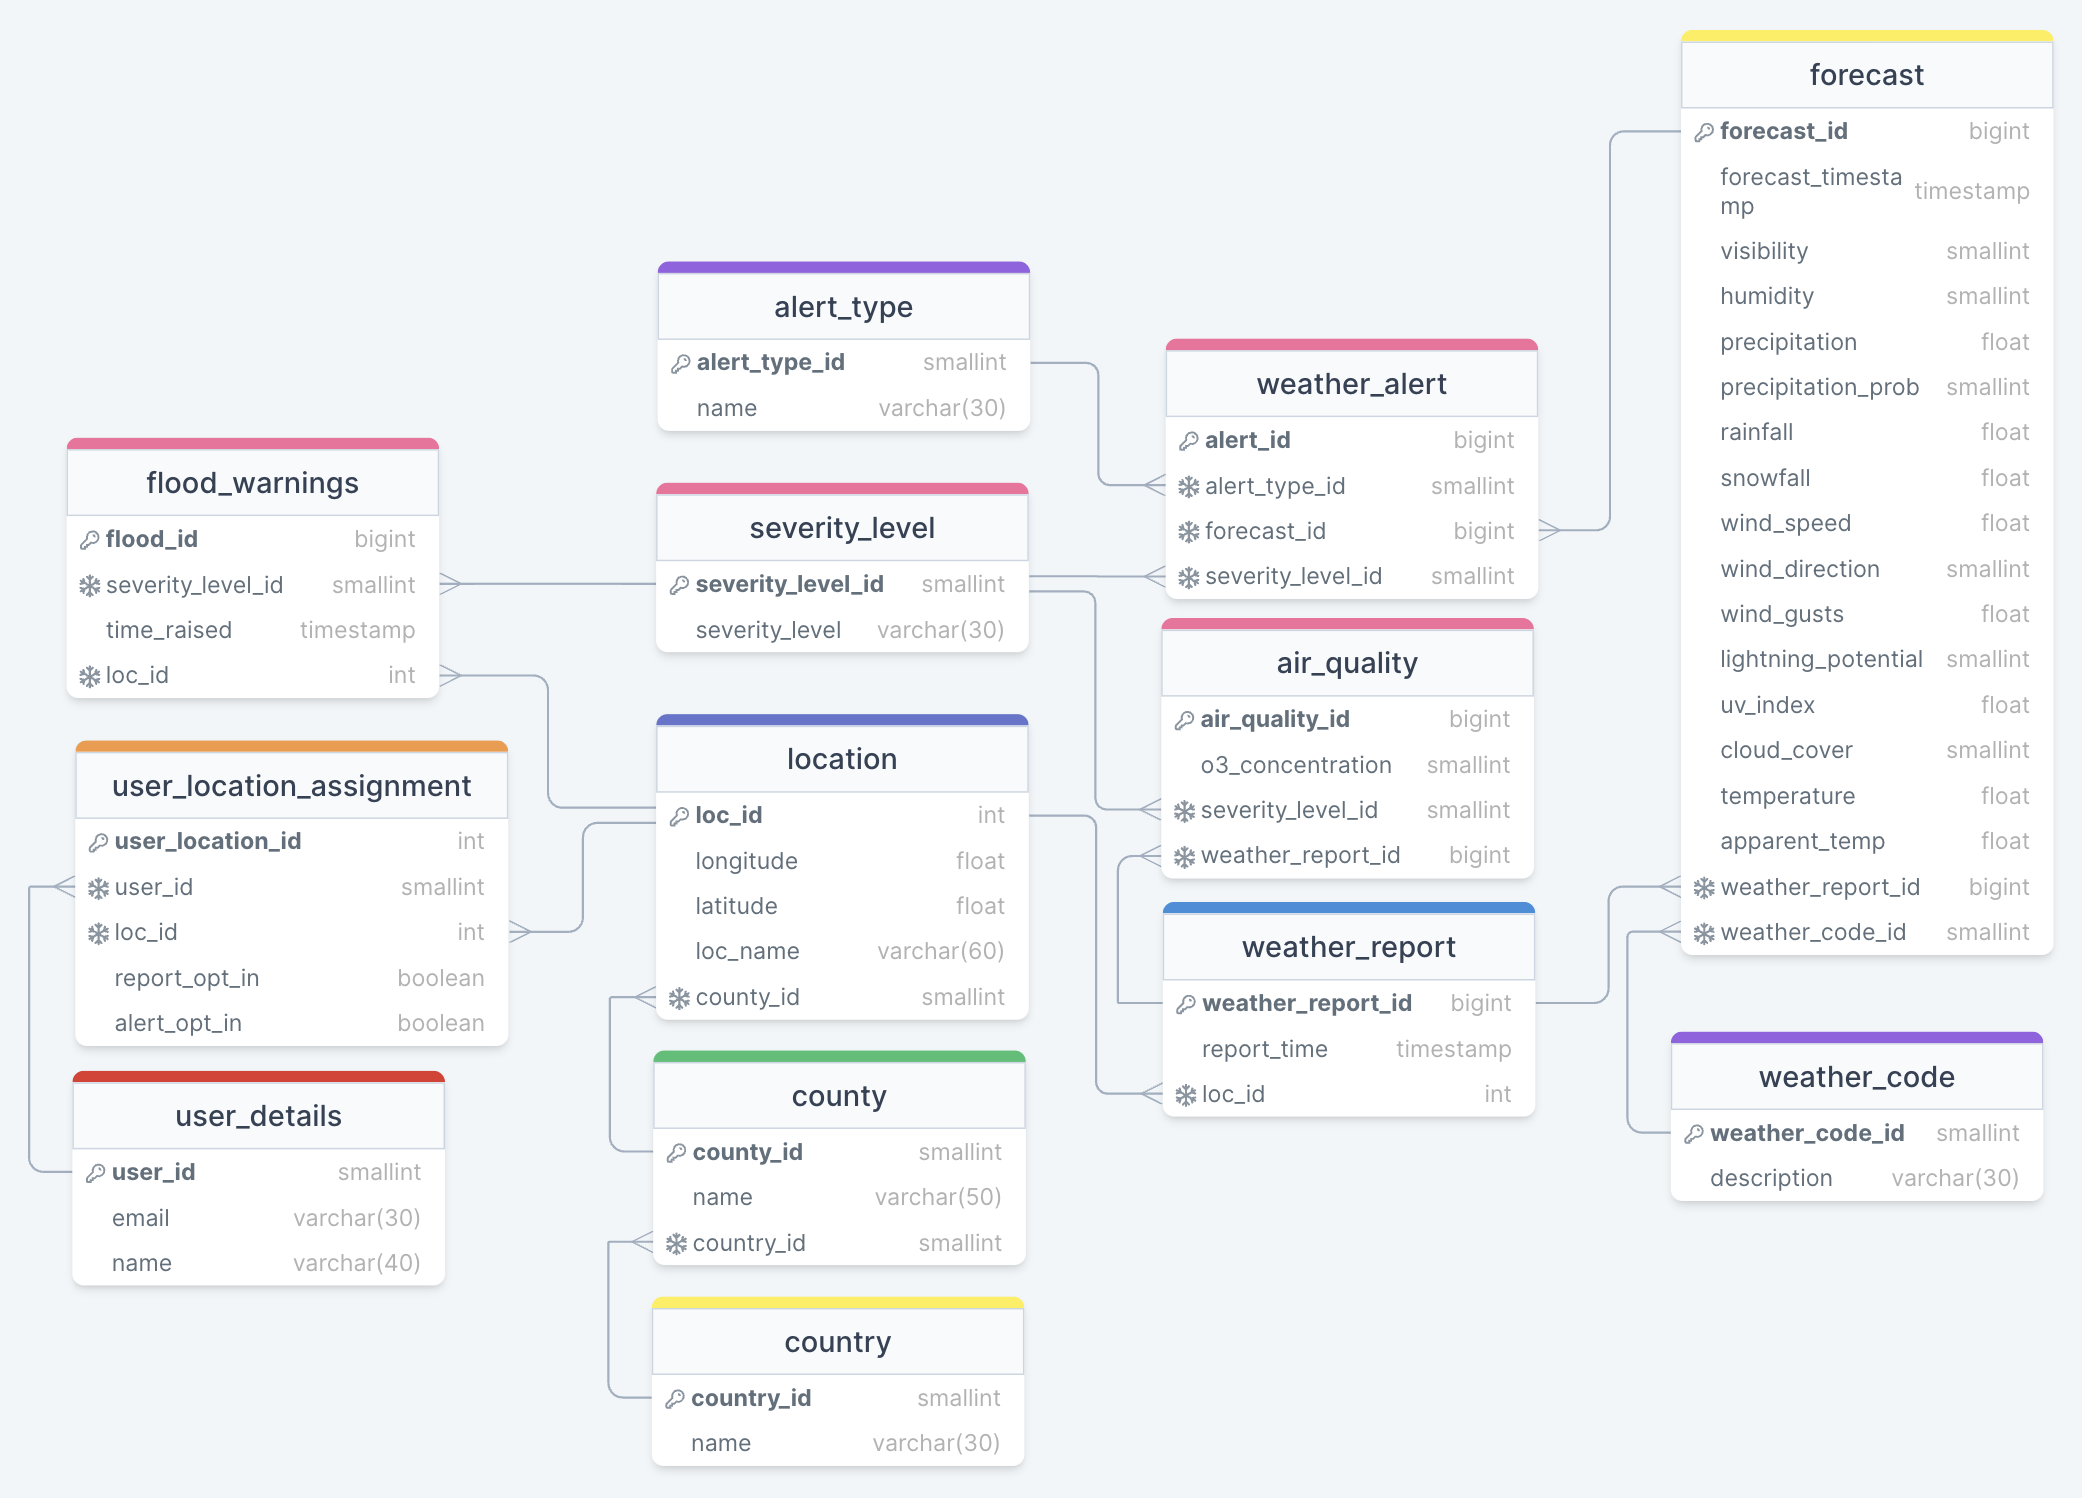 forecast
forecast_id bigint
forecast_timesta
mp
timestamp
visibility smallint
humidity smallint
precipitation float
precipitation_prob smallint
rainfall float
snowfall float
wind_speed float
wind_direction smallint
wind_gusts float
lightning_potential smallint
uv_index float
cloud_cover smallint
temperature float
apparent_temp float
weather_report_id bigint
weather_code_id smallint
alert_type
alert_type_id smallint
name varchar(30)
weather_alert
alert_id bigint
alert_type_id smallint
forecast_id bigint
severity_level_id smallint
flood_warnings
flood_id bigint
severity_level_id smallint
time_raised timestamp
loc_id int
severity_level
severity_level_id smallint
severity_level varchar(30)
air_quality
air_quality_id bigint
o3_concentration smallint
severity_level_id smallint
weather_report_id bigint
user_location_assignment
user_location_id int
user_id smallint
loc_id int
report_opt_in boolean
alert_opt_in boolean
location
loc_id int
longitude float
latitude float
loc_name varchar(60)
county_id smallint
weather_report
weather_report_id bigint
report_time timestamp
loc_id int
user_details
user_id smallint
email varchar(30)
name varchar(40)
county
county_id smallint
name varchar(50)
country_id smallint
weather_code
weather_code_id smallint
description varchar(30)
country
country_id smallint
name varchar(30)